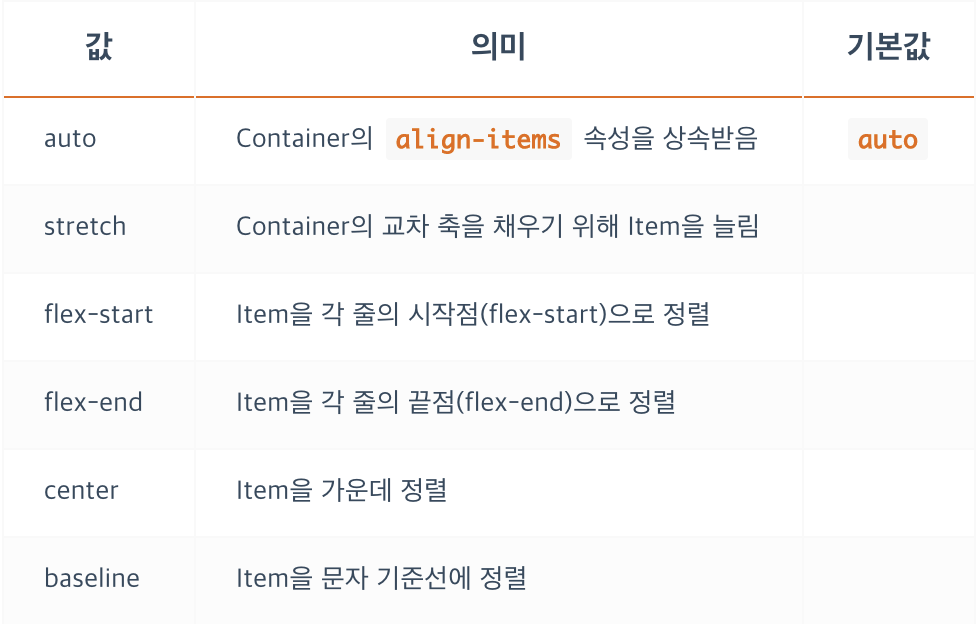 값 의미 기본값
auto Container의 align-items 속성을 상속받음 auto
stretch Container의 교차 축을 채우기 위해 Item을 늘림
flex-start Item을 각 줄의 시작점(flex-start)으로 정렬
flex-end Item을 각 줄의 끝점(flex-end)으로 정렬
center Item을 가운데 정렬
baseline Item을 문자 기준선에 정렬